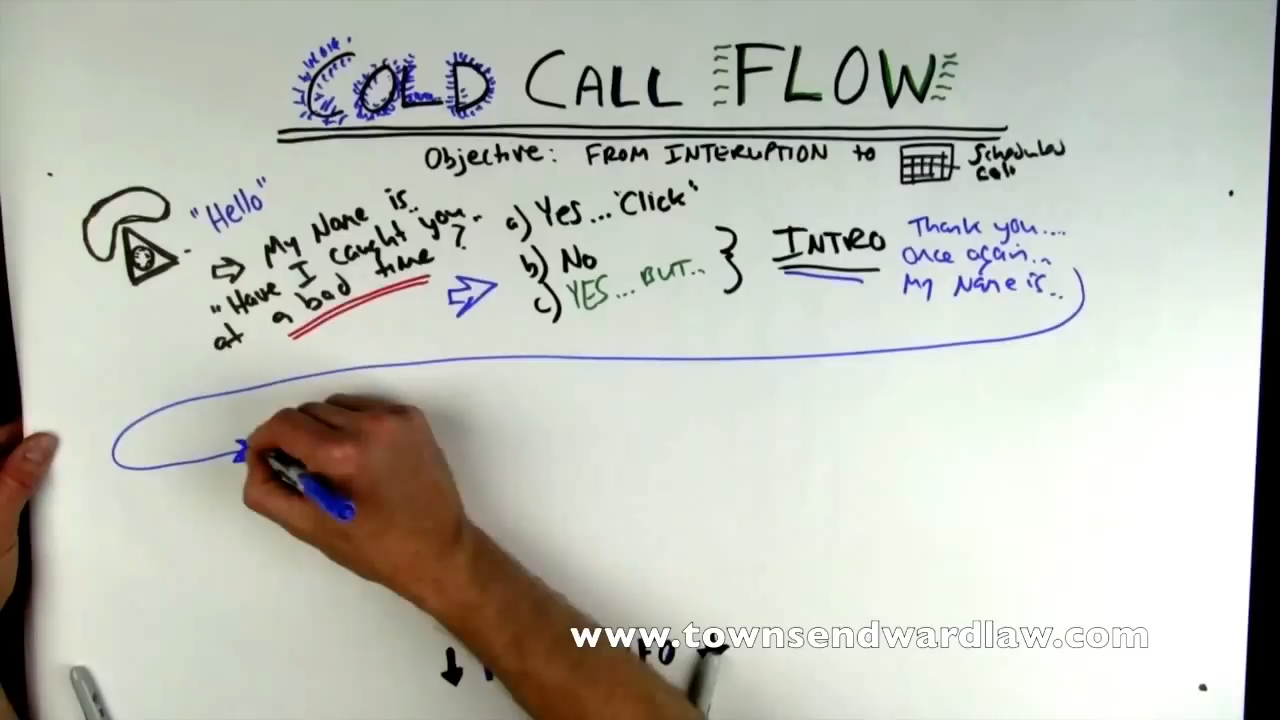 COLD CALL FLOW
Objective: FROM INTERUPTION to Scheduled
Call
"Hello"
My Name is..
"Have I caught you..
at a bad time?
a) Yes... "Click"
b) No
c) YES... BUT..
INTRO
Thank you....
once again..
My Name is..
www.townsendwardlaw.com